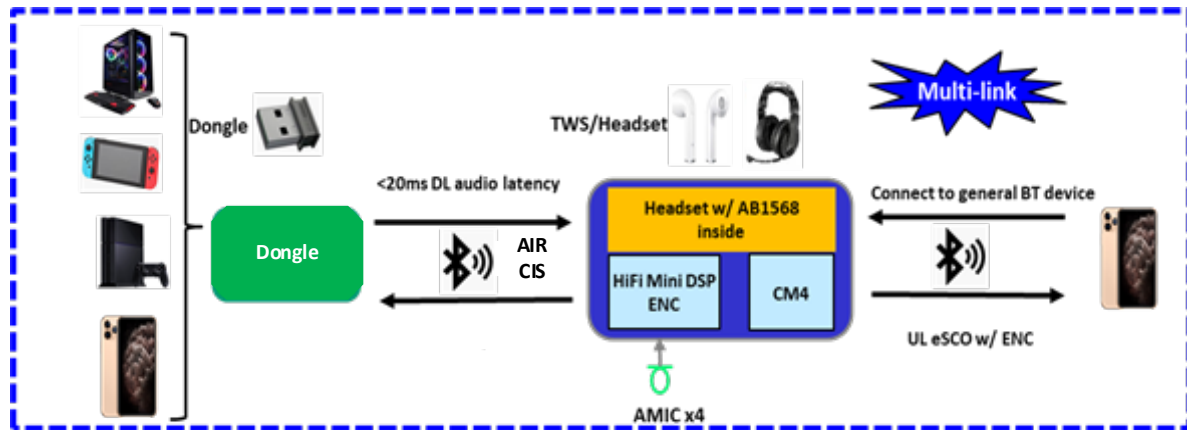 Multi-link
Dongle
TWS/Headset
<20ms DL audio latency
Connect to general BT device
Headset w/ AB1568
inside
Dongle
AIR
CIS
HiFi Mini DSP
ENC
CM4
UL eSCO w/ ENC
AMIC x4